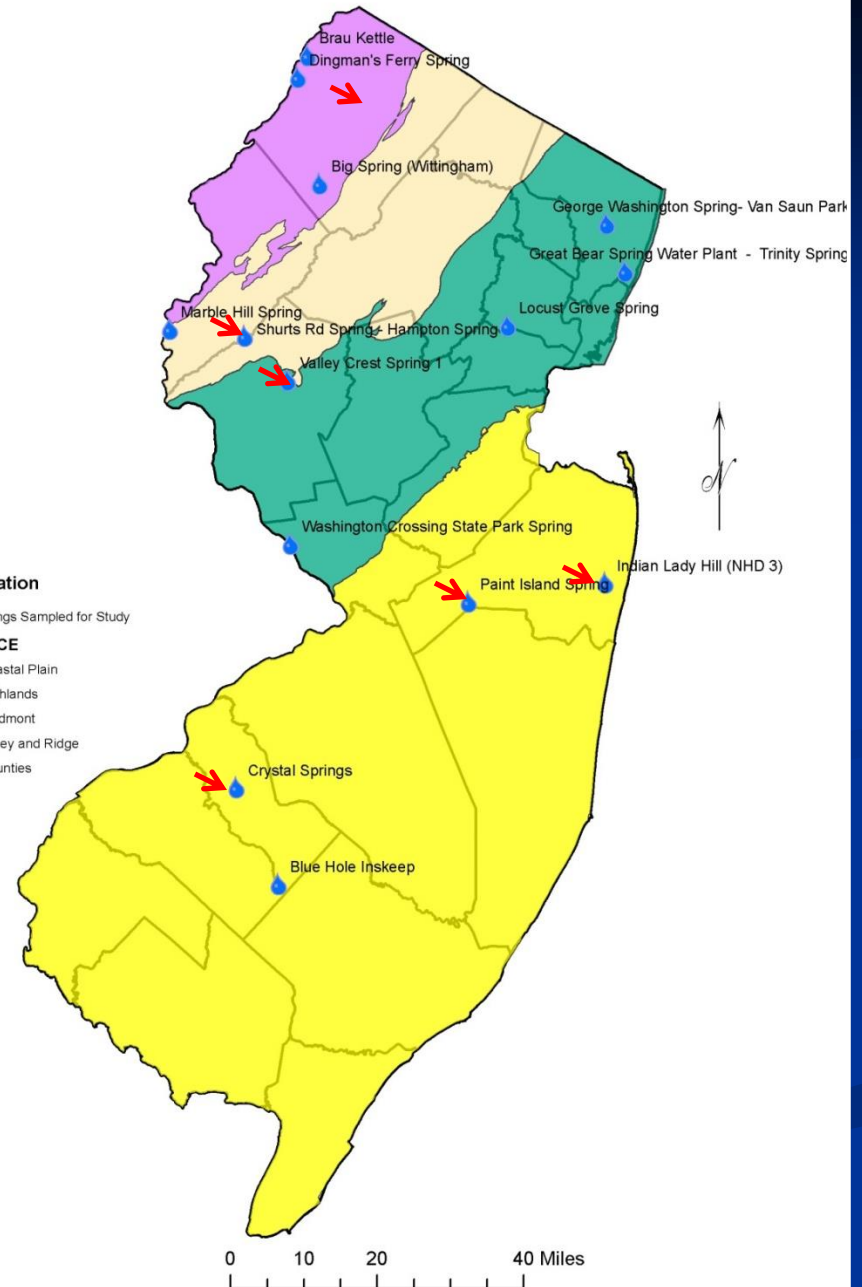 Brau Kettle
Dingman's Ferry Spring
Big Spring (Wittingham)
George Washington Spring- Van Saun Park
Great Bear Spring Water Plant - Trinity Spring
Marble Hill Spring
Locust Grove Spring
Shurts Rd Spring - Hampton Spring
Valley Crest Spring 1
N
Washington Crossing State Park Spring
Indian Lady Hill (NHD 3)
Paint Island Spring
ation
ngs Sampled for Study
CE
astal Plain
hlands
dmont
ey and Ridge
unties
Crystal Springs
Blue Hole Inskeep
0 10 20 40 Miles